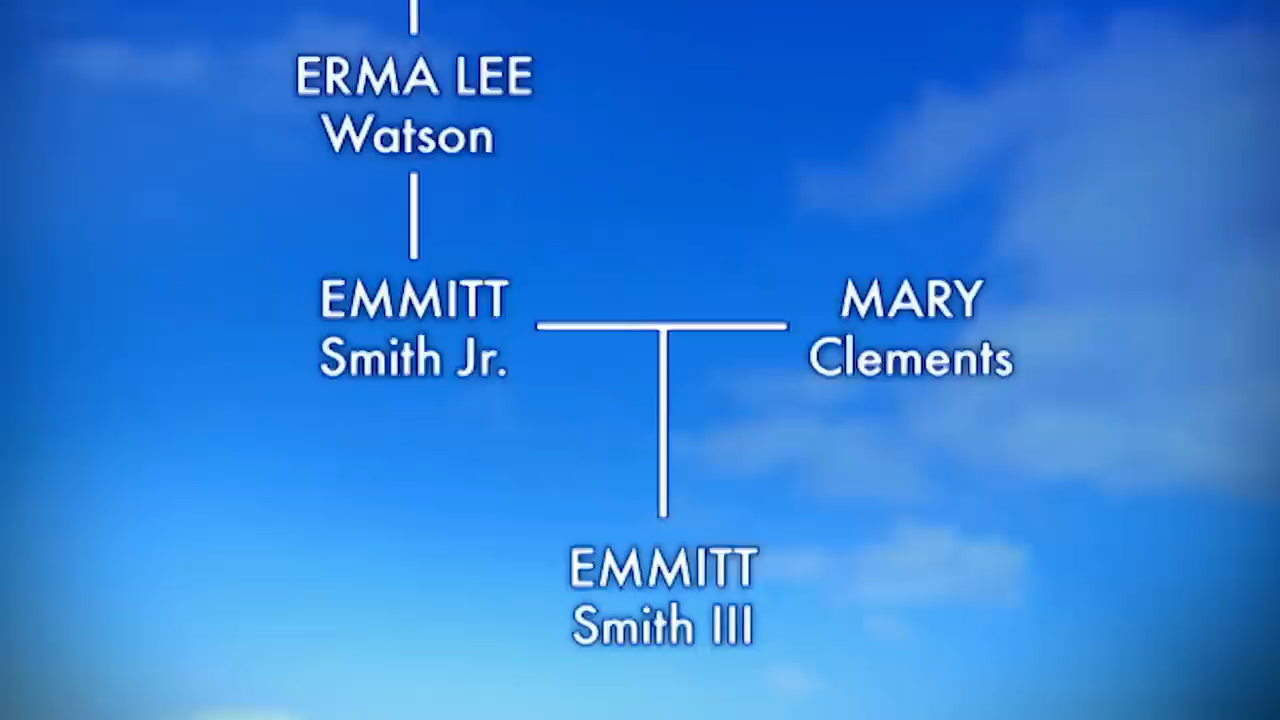 ERMA LEE
Watson
EMMITT
Smith Jr.
MARY
Clements
EMMITT
Smith III